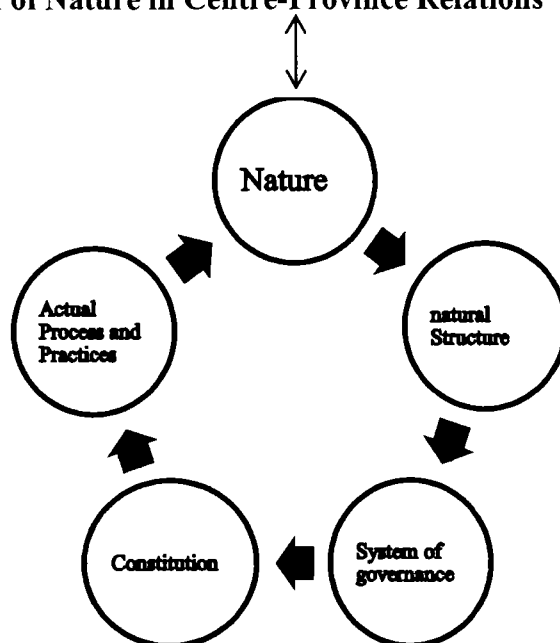 of Nature in Centre-Province Relations
Nature
natural
Structure
System of
governance
Constitution
Actual
Process and
Practices